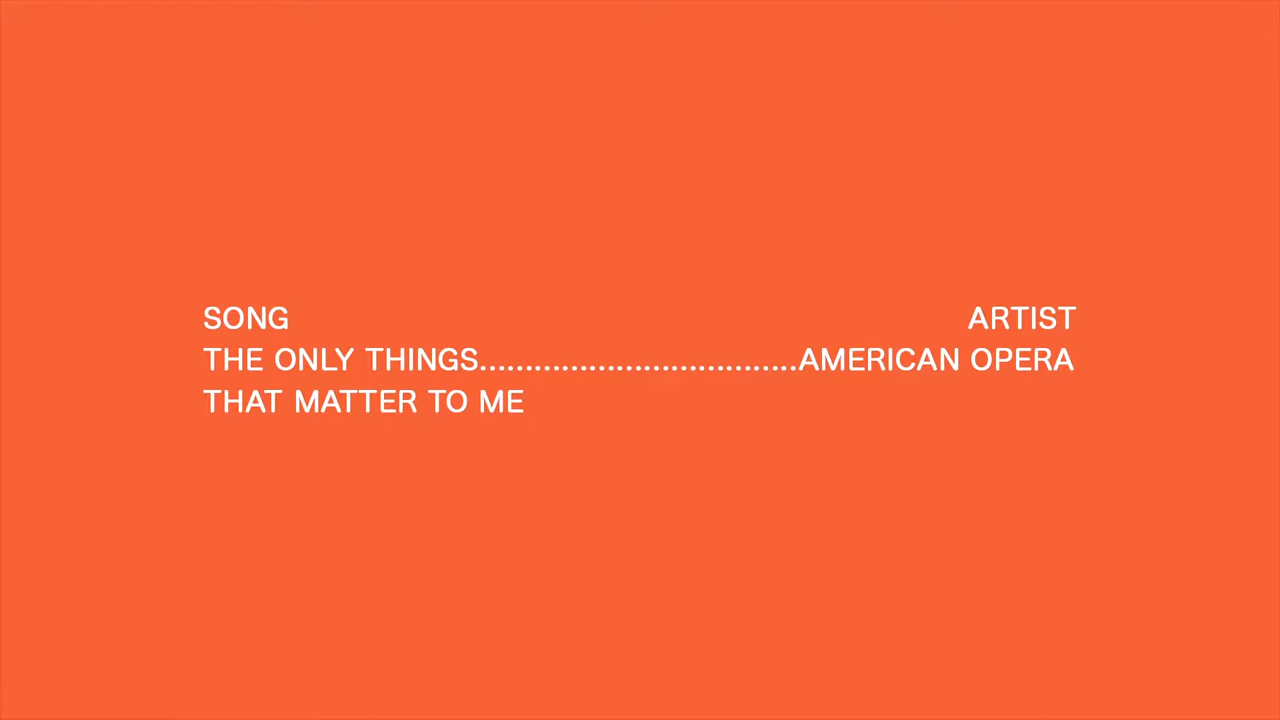 SONG ARTIST
THE ONLY THINGS...................................AMERICAN OPERA
THAT MATTER TO ME